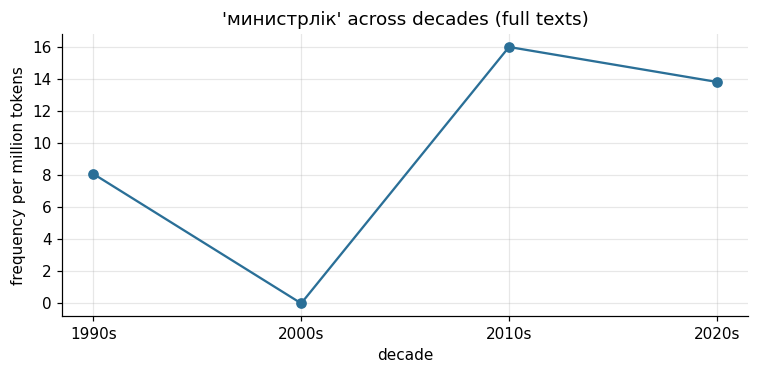 'министрлік' across decades (full texts)
frequency per million tokens
16
14
12
10
8
6
4
2
0
1990s 2000s 2010s 2020s
decade